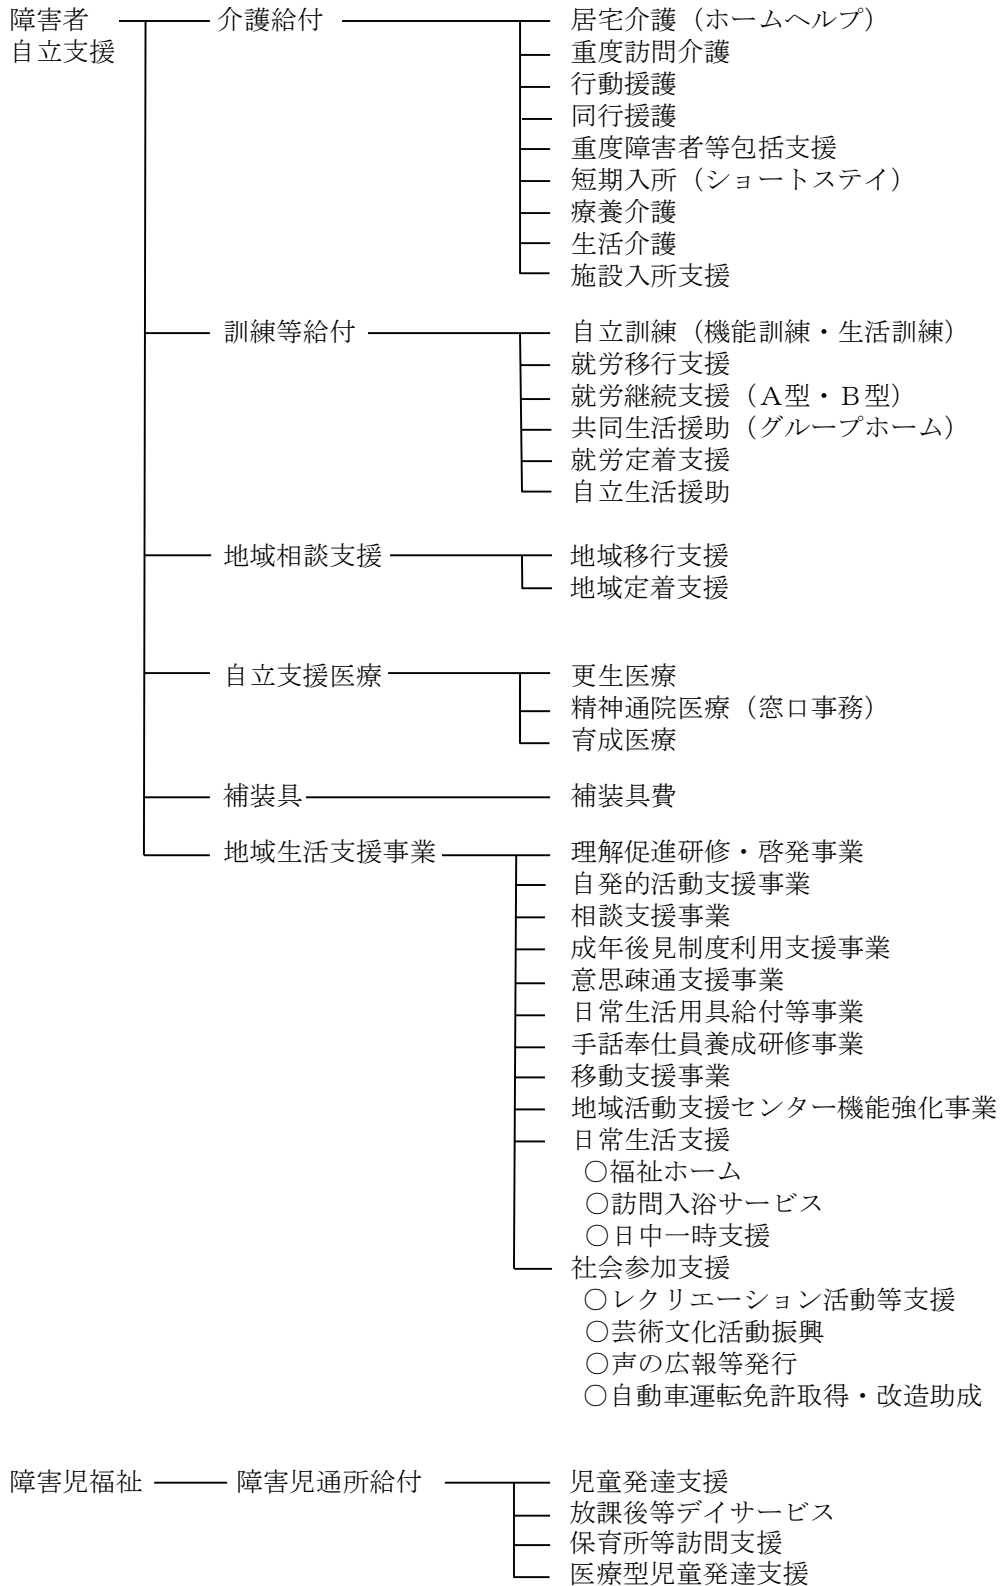 障害者
自立支援
介護給付
居宅介護（ホームヘルプ）
重度訪問介護
行動援護
同行援護
重度障害者等包括支援
短期入所（ショートステイ）
療養介護
生活介護
施設入所支援
訓練等給付
自立訓練（機能訓練・生活訓練）
就労移行支援
就労継続支援（Ａ型・Ｂ型）
共同生活援助（グループホーム）
就労定着支援
自立生活援助
地域相談支援
地域移行支援
地域定着支援
自立支援医療
更生医療
精神通院医療（窓口事務）
育成医療
補装具
補装具費
地域生活支援事業
理解促進研修・啓発事業
自発的活動支援事業
相談支援事業
成年後見制度利用支援事業
意思疎通支援事業
日常生活用具給付等事業
手話奉仕員養成研修事業
移動支援事業
地域活動支援センター機能強化事業
日常生活支援
○福祉ホーム
○訪問入浴サービス
○日中一時支援
社会参加支援
○レクリエーション活動等支援
○芸術文化活動振興
○声の広報等発行
○自動車運転免許取得・改造助成
障害児福祉
障害児通所給付
児童発達支援
放課後等デイサービス
保育所等訪問支援
医療型児童発達支援